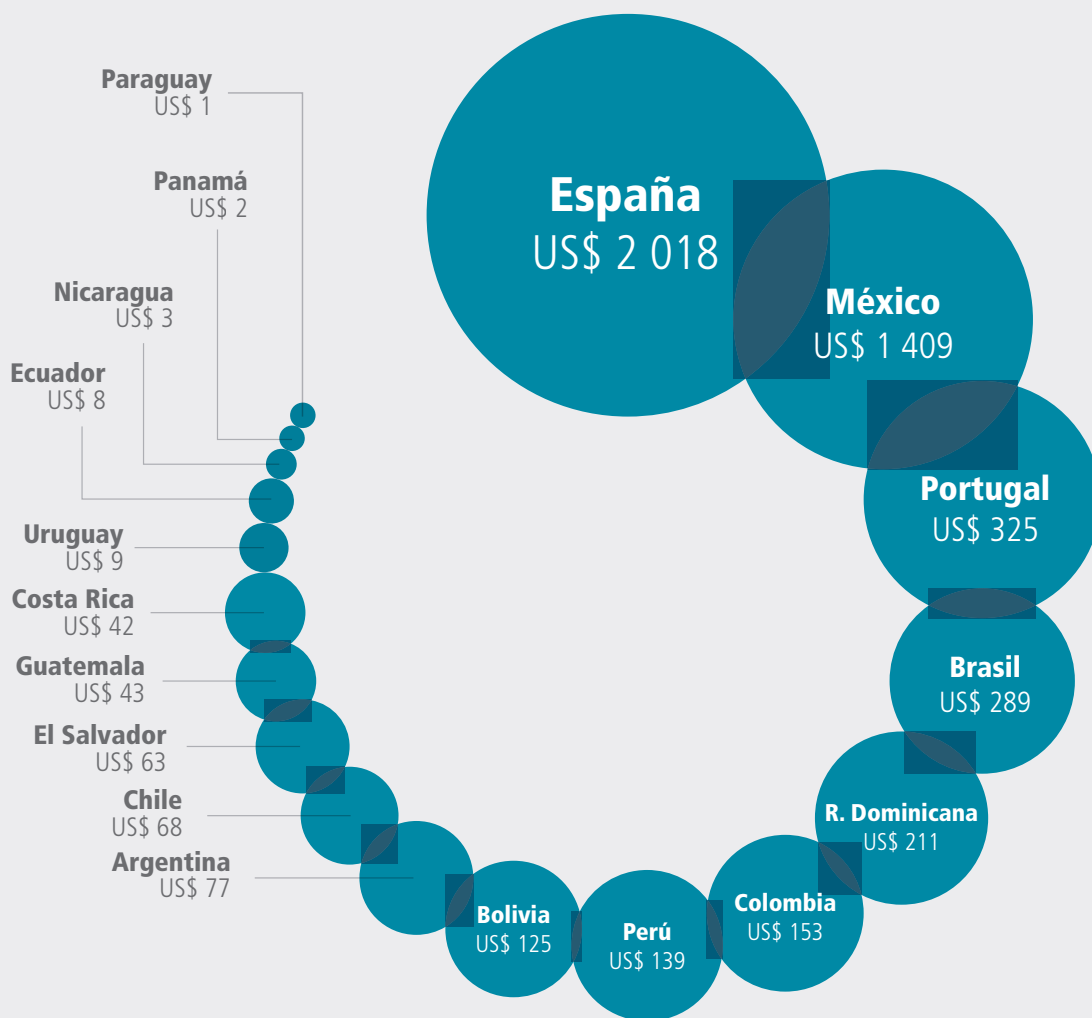 España
US$ 2 018
México
US$ 1 409
Portugal
US$ 325
Brasil
US$ 289
R. Dominicana
US$ 211
Colombia
US$ 153
Perú
US$ 139
Bolivia
US$ 125
Argentina
US$ 77
Chile
US$ 68
El Salvador
US$ 63
Guatemala
US$ 43
Costa Rica
US$ 42
Uruguay
US$ 9
Ecuador
US$ 8
Nicaragua
US$ 3
Panamá
US$ 2
Paraguay
US$ 1